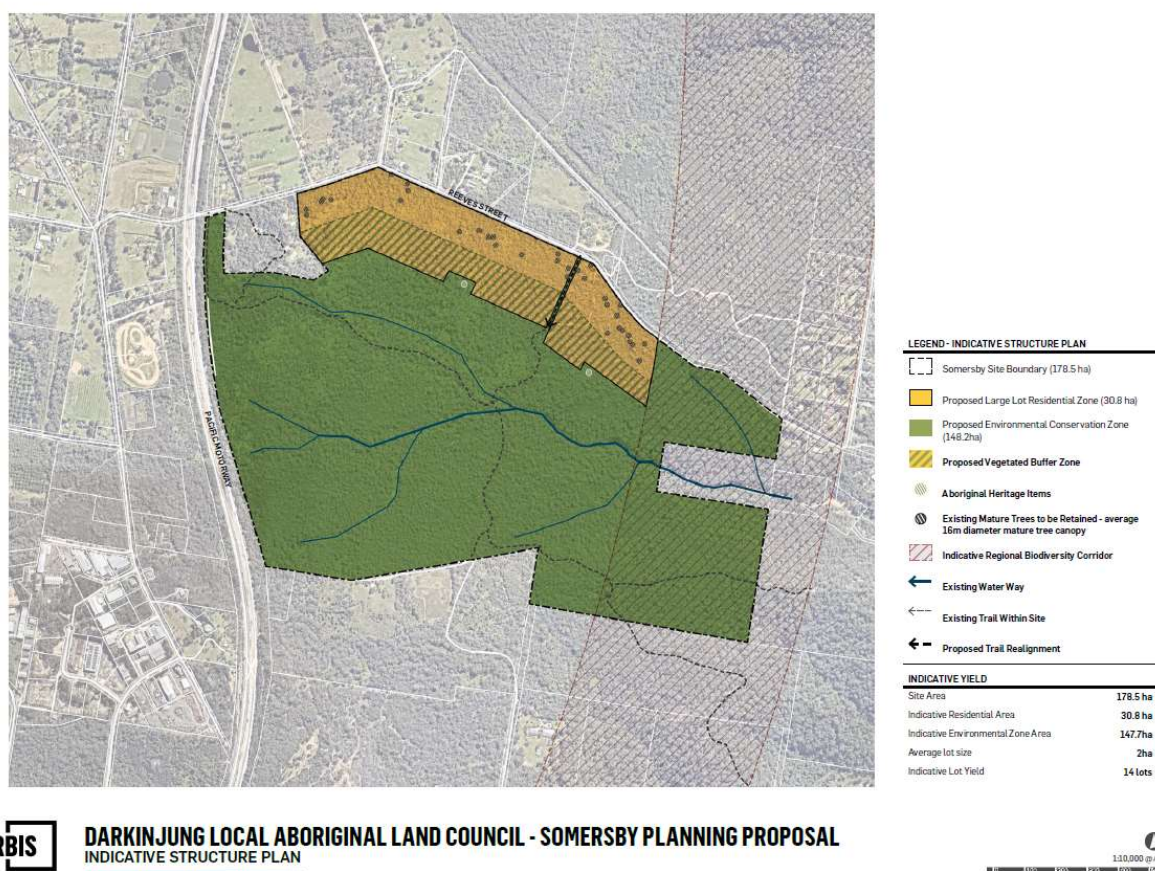 REEVES STREET
PACIFIC MOTORWAY
LEGEND - INDICATIVE STRUCTURE PLAN
Somersby Site Boundary (178.5 ha)
Proposed Large Lot Residential Zone (30.8 ha)
Proposed Environmental Conservation Zone
(148.2ha)
Proposed Vegetated Buffer Zone
Aboriginal Heritage Items
Existing Mature Trees to be Retained - average
16m diameter mature tree canopy
Indicative Regional Biodiversity Corridor
Existing Water Way
Existing Trail Within Site
Proposed Trail Realignment
INDICATIVE YIELD
Site Area 178.5 ha
Indicative Residential Area 30.8 ha
Indicative Environmental Zone Area 147.7ha
Average lot size 2ha
Indicative Lot Yield 14 lots
RBIS
DARKINJUNG LOCAL ABORIGINAL LAND COUNCIL - SOMERSBY PLANNING PROPOSAL
INDICATIVE STRUCTURE PLAN
1:10,000 @